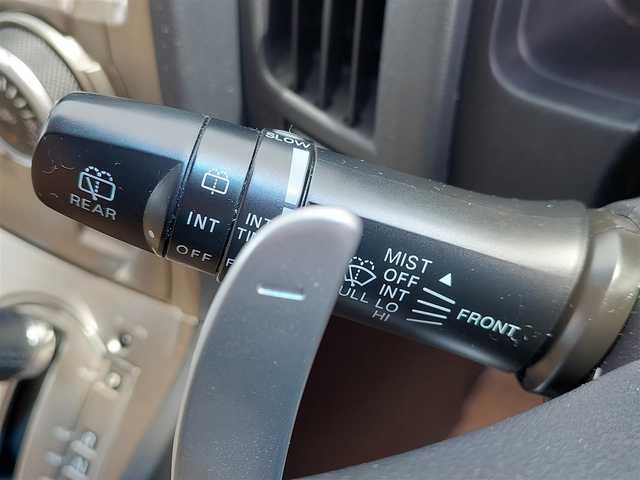 REAR
INT
OFF
SLOW
INT
MIST
OFF
INT
LO
HI
FRONT